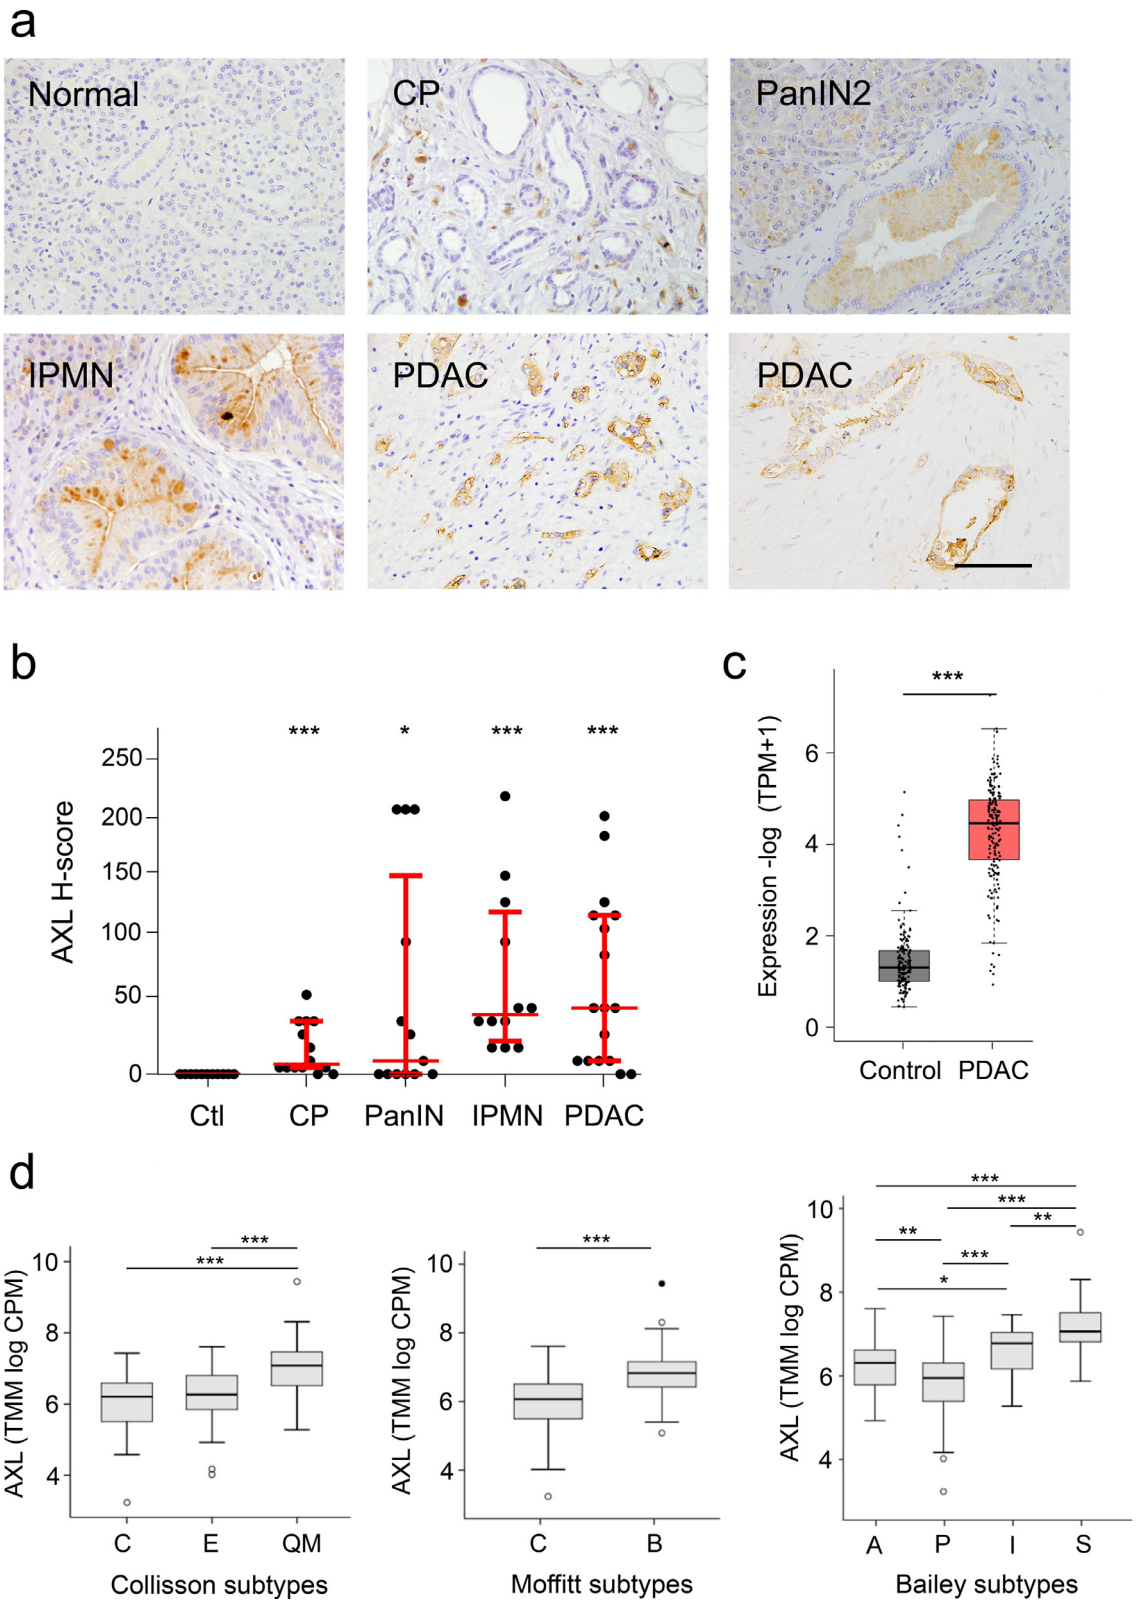 a
Normal
CP
PanIN2
IPMN
PDAC
PDAC
b
AXL H-score
250
200
150
100
50
0
***
*
***
***
Ctl
CP
PanIN
IPMN
PDAC
c
Expression -log (TPM+1)
6
4
2
0
***
Control
PDAC
d
AXL (TMM log CPM)
10
8
6
4
***
***
C
E
QM
Collisson subtypes
AXL (TMM log CPM)
10
8
6
4
***
C
B
Moffitt subtypes
AXL (TMM log CPM)
10
8
6
4
***
***
**
**
***
*
A
P
I
S
Bailey subtypes